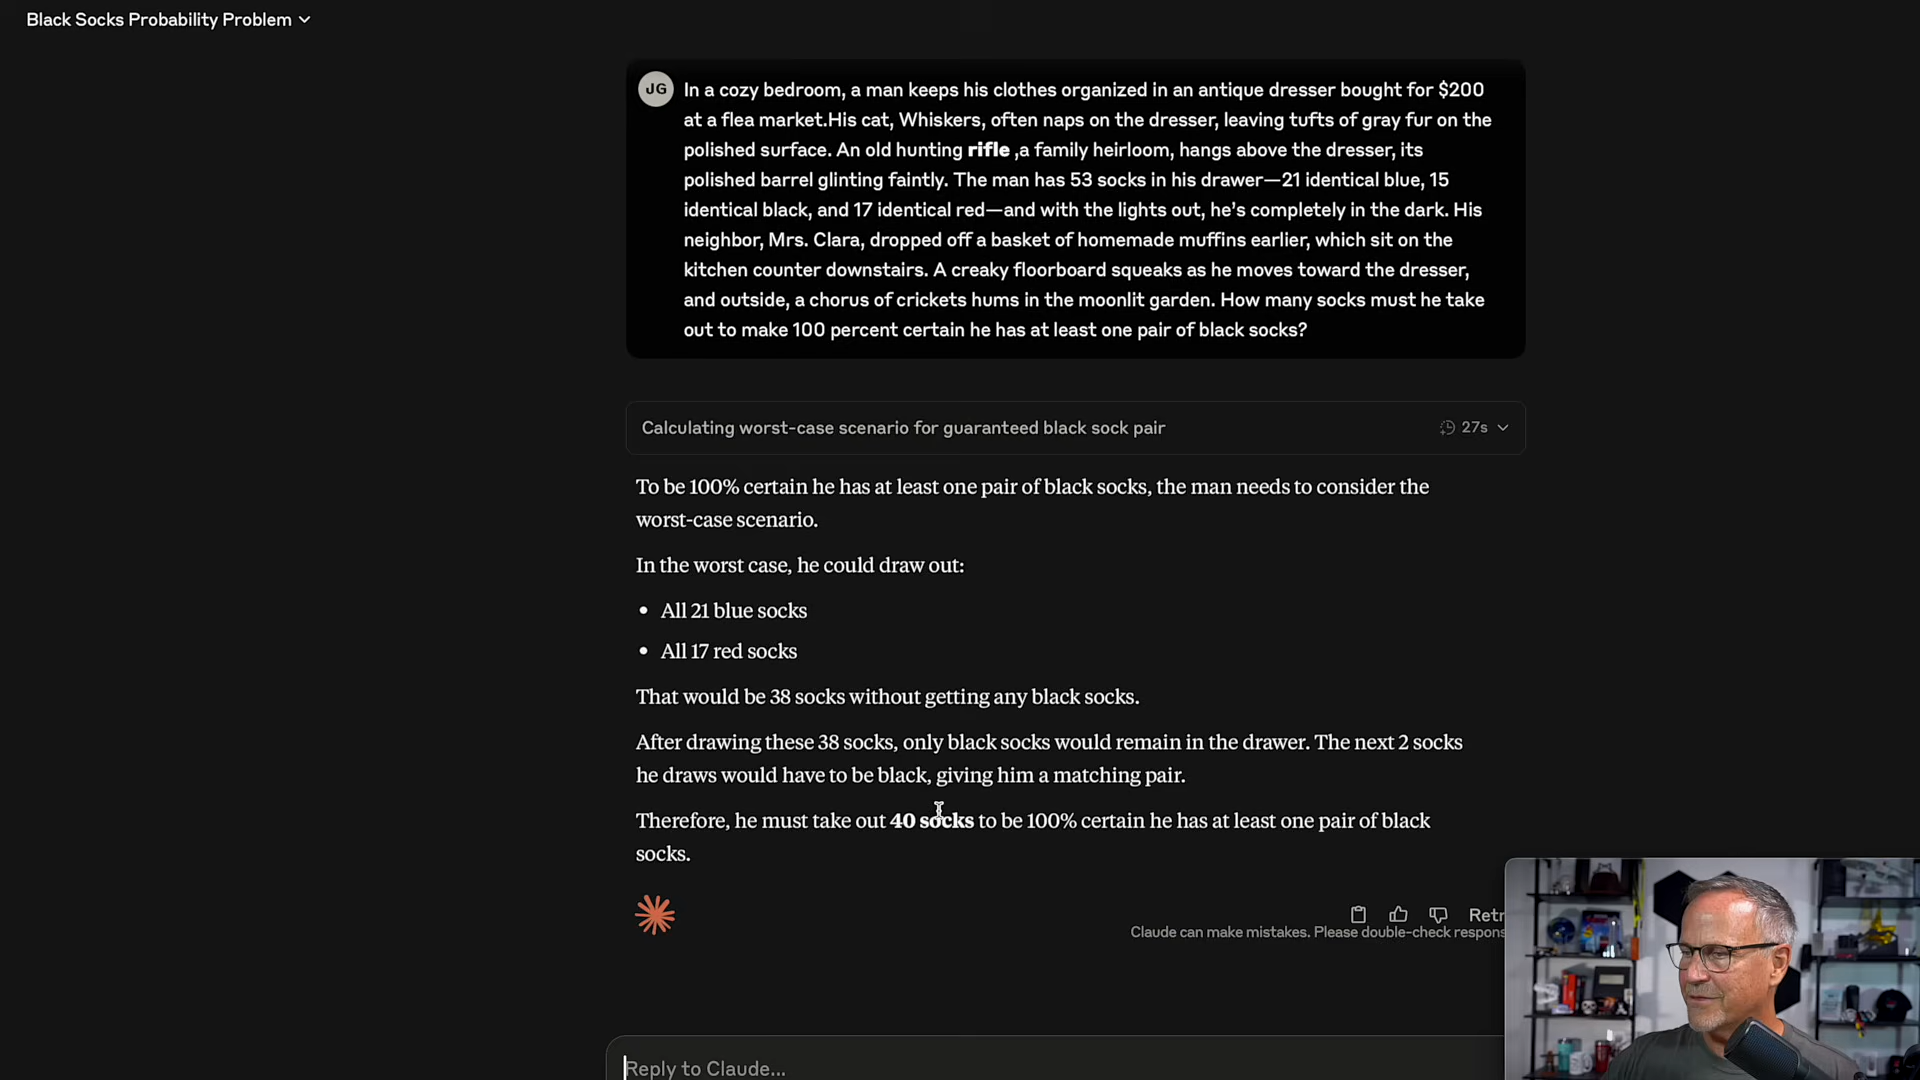 Black Socks Probability Problem
JG
In a cozy bedroom, a man keeps his clothes organized in an antique dresser bought for $200
at a flea market.His cat, Whiskers, often naps on the dresser, leaving tufts of gray fur on the
polished surface. An old hunting rifle ,a family heirloom, hangs above the dresser, its
polished barrel glinting faintly. The man has 53 socks in his drawer—21 identical blue, 15
identical black, and 17 identical red—and with the lights out, he's completely in the dark. His
neighbor, Mrs. Clara, dropped off a basket of homemade muffins earlier, which sit on the
kitchen counter downstairs. A creaky floorboard squeaks as he moves toward the dresser,
and outside, a chorus of crickets hums in the moonlit garden. How many socks must he take
out to make 100 percent certain he has at least one pair of black socks?
Calculating worst-case scenario for guaranteed black sock pair
27s
To be 100% certain he has at least one pair of black socks, the man needs to consider the
worst-case scenario.
In the worst case, he could draw out:
• All 21 blue socks
• All 17 red socks
That would be 38 socks without getting any black socks.
After drawing these 38 socks, only black socks would remain in the drawer. The next 2 socks
he draws would have to be black, giving him a matching pair.
Therefore, he must take out 40 socks to be 100% certain he has at least one pair of black
socks.
Retr
Claude can make mistakes. Please double-check respons
Reply to Claude...